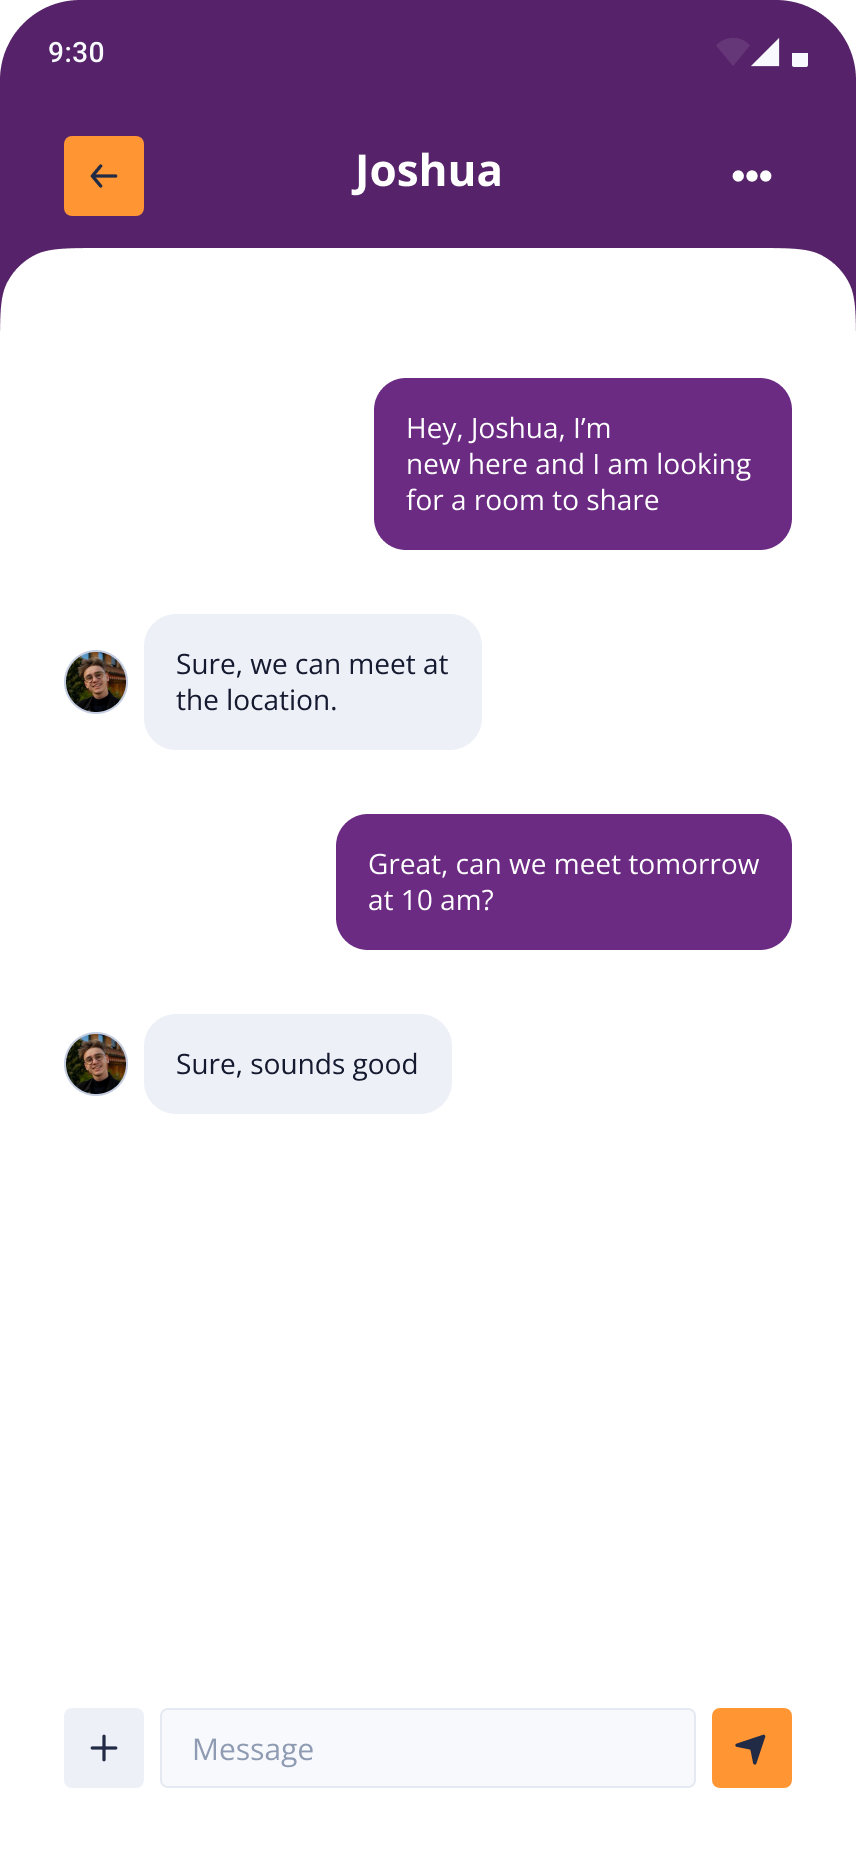 9:30
Joshua
Hey, Joshua, I’m
new here and I am looking
for a room to share
Sure, we can meet at
the location.
Great, can we meet tomorrow
at 10 am?
Sure, sounds good
Message